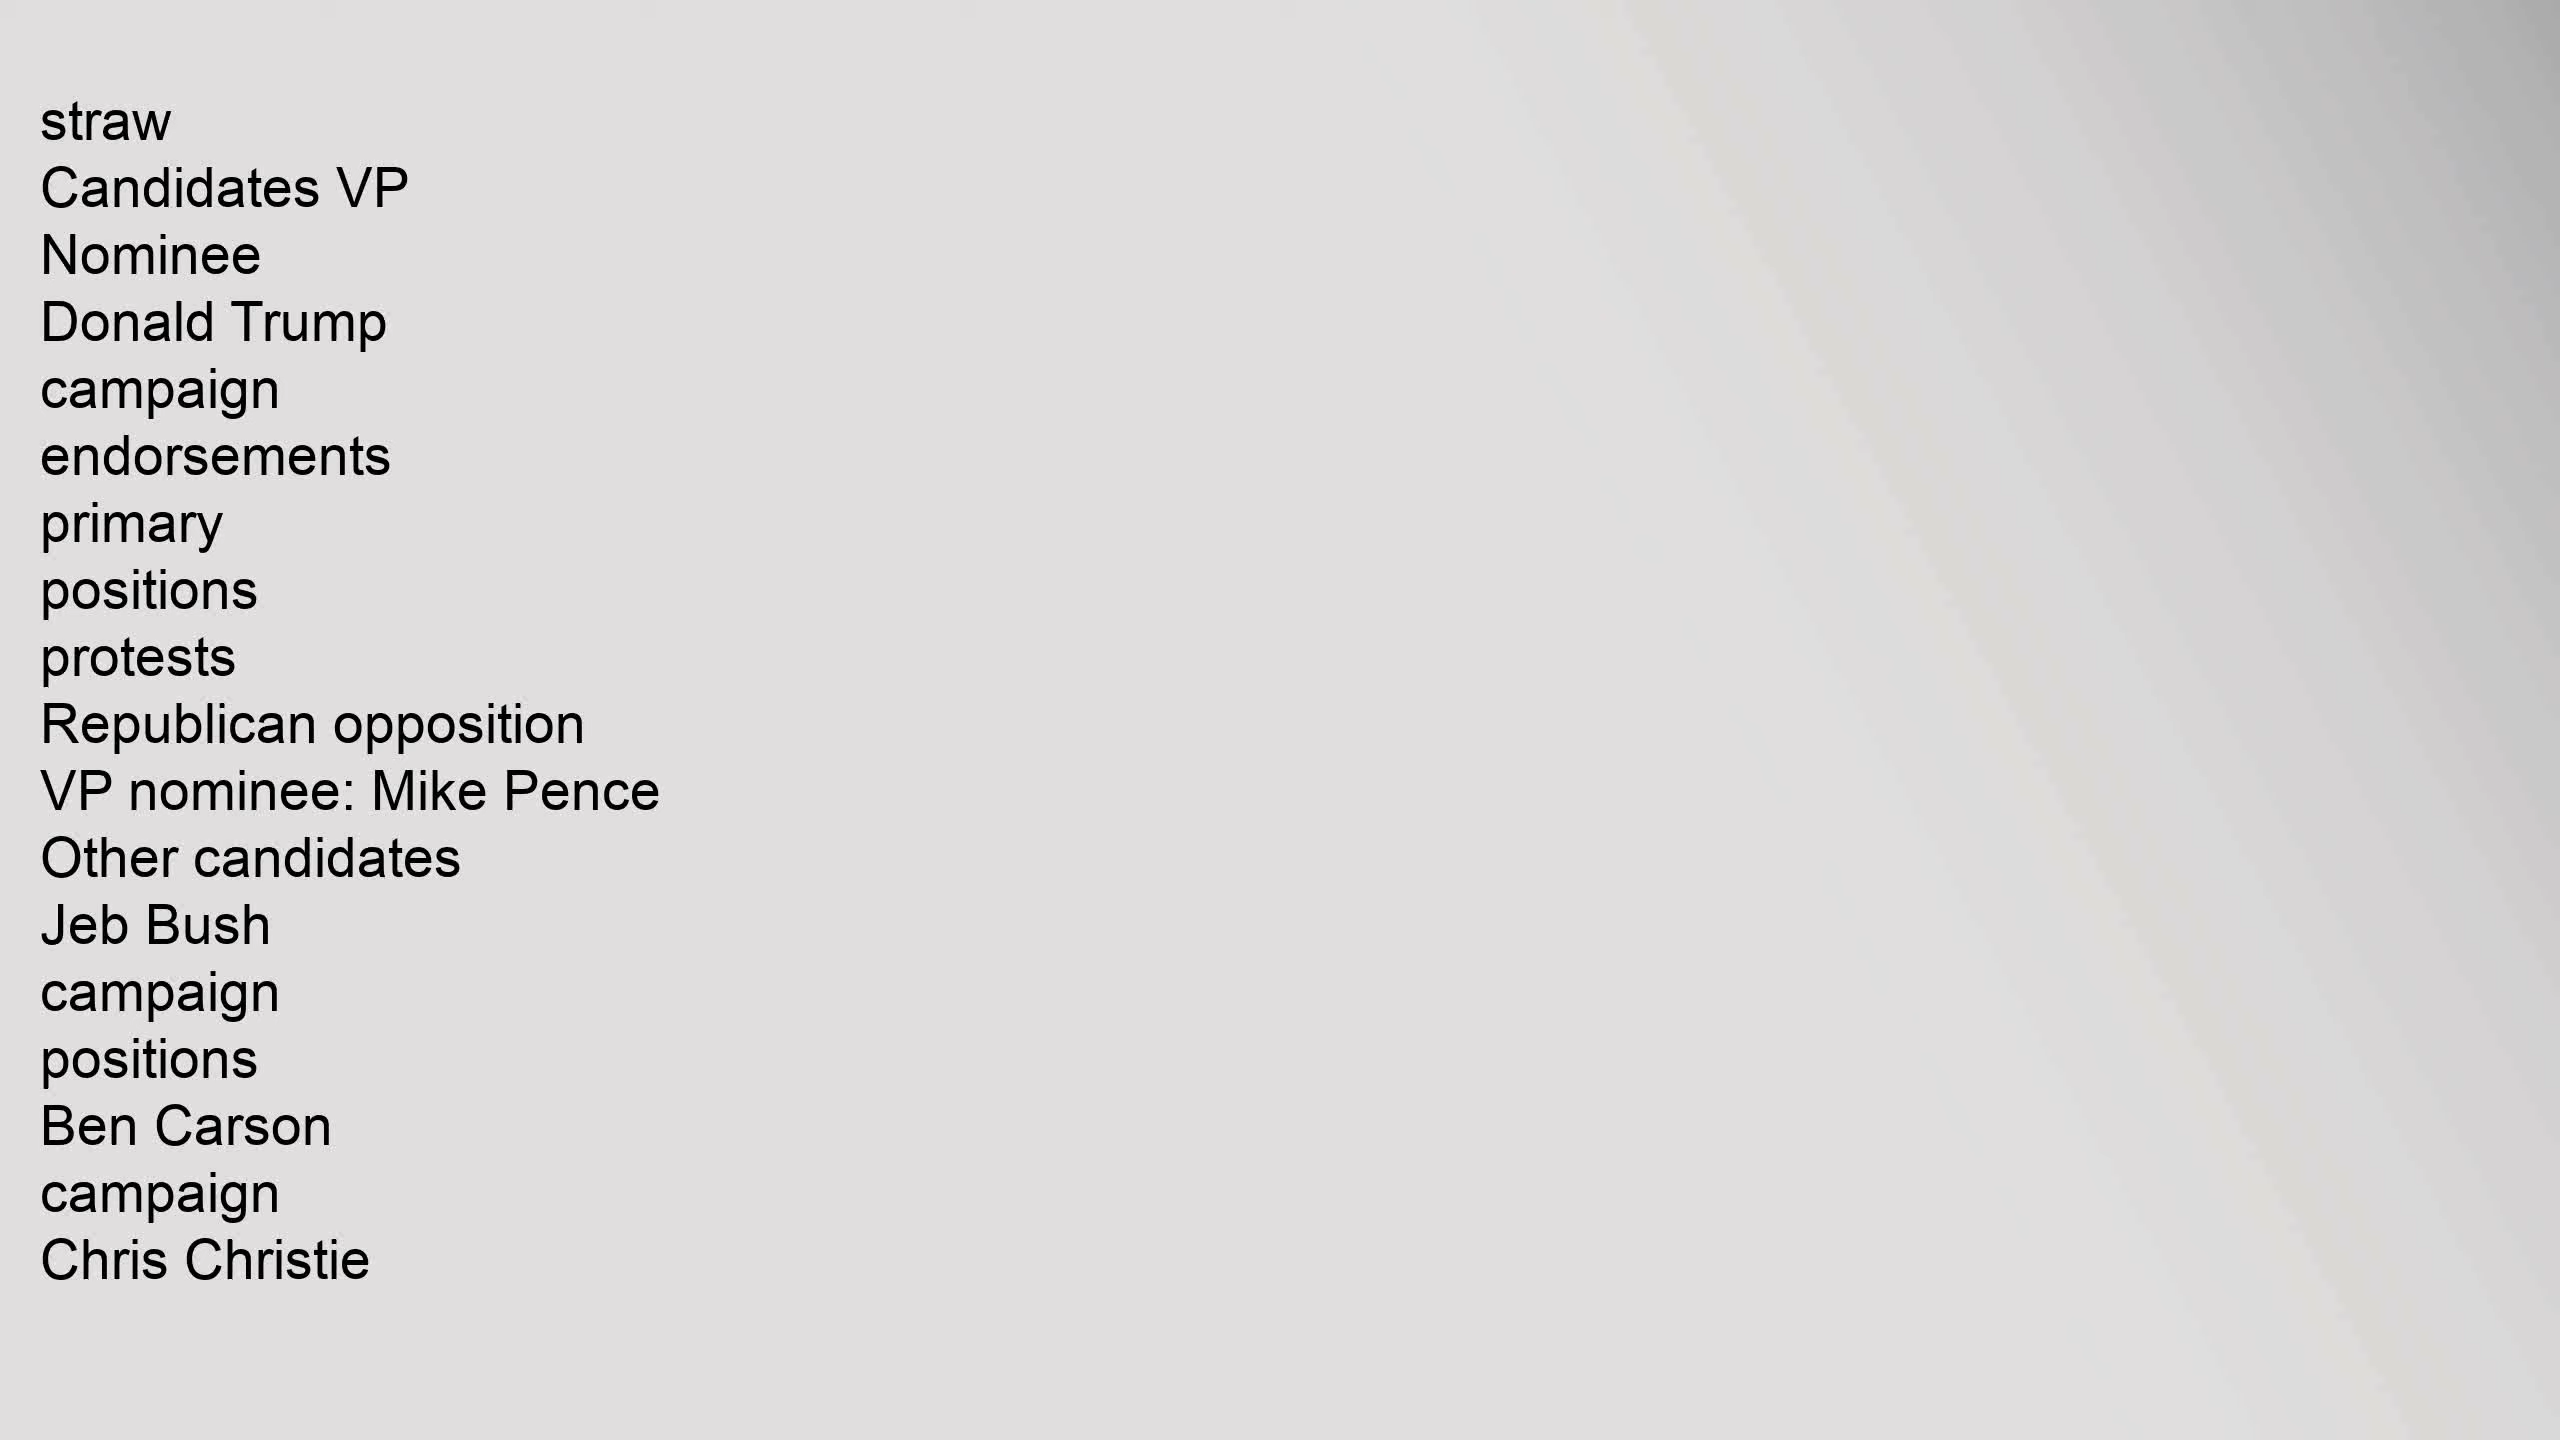 straw
Candidates VP
Nominee
Donald Trump
campaign
endorsements
primary
positions
protests
Republican opposition
VP nominee: Mike Pence
Other candidates
Jeb Bush
campaign
positions
Ben Carson
campaign
Chris Christie